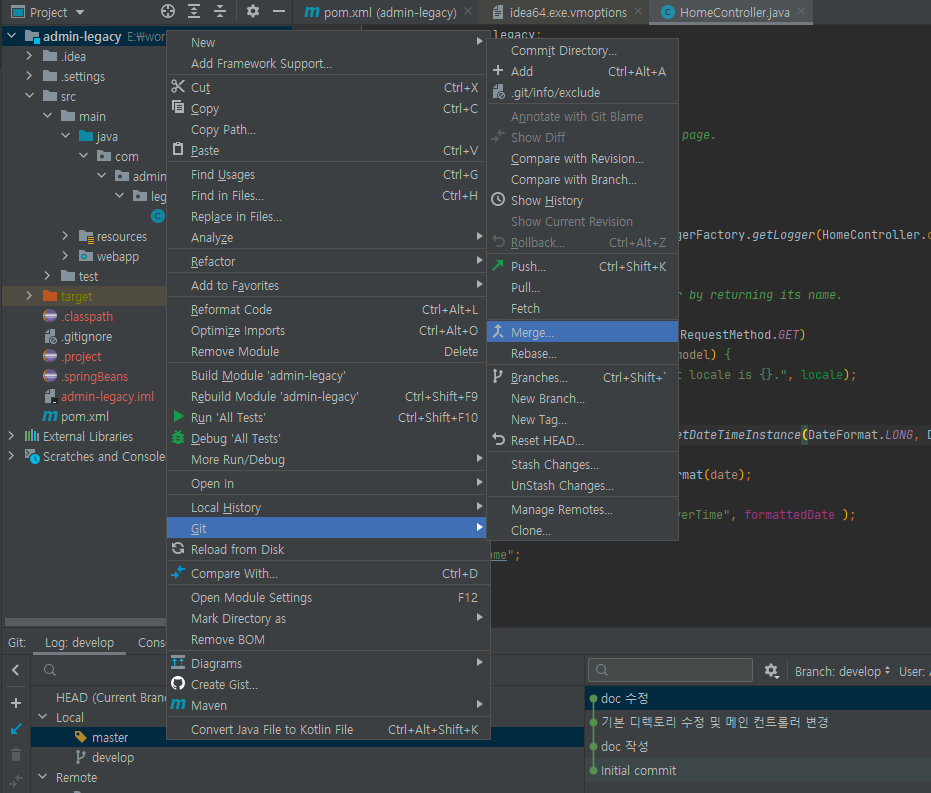 Project
pom.xml (admin-legacy)
idea64.exe.vmoptions
HomeController.java
admin-legacy E:₩wor
.idea
.settings
src
main
java
com
admin
leg
resources
webapp
test
target
.classpath
.gitignore
.project
.springBeans
admin-legacy.iml
pom.xml
External Libraries
Scratches and Console
New
Add Framework Support...
Cut Ctrl+X
Copy Ctrl+C
Copy Path...
Paste Ctrl+V
Find Usages Ctrl+G
Find in Files... Ctrl+H
Replace in Files...
Analyze
Refactor
Add to Favorites
Reformat Code Ctrl+Alt+L
Optimize Imports Ctrl+Alt+O
Remove Module Delete
Build Module 'admin-legacy'
Rebuild Module 'admin-legacy' Ctrl+Shift+F9
Run 'All Tests' Ctrl+Shift+F10
Debug 'All Tests'
More Run/Debug
Open In
Local History
Git
Reload from Disk
Compare With... Ctrl+D
Open Module Settings F12
Mark Directory as
Remove BOM
Diagrams
Create Gist...
Maven
Convert Java File to Kotlin File Ctrl+Alt+Shift+K
Commit Directory...
Add Ctrl+Alt+A
.git/info/exclude
Annotate with Git Blame
Show Diff
Compare with Revision...
Compare with Branch...
Show History
Show Current Revision
Rollback... Ctrl+Alt+Z
Push... Ctrl+Shift+K
Pull...
Fetch
Merge...
Rebase...
Branches... Ctrl+Shift+`
New Branch...
New Tag...
Reset HEAD...
Stash Changes...
UnStash Changes...
Manage Remotes...
Clone...
legacy;
page.
gerFactory.getLogger(HomeController.c
r by returning its name.
RequestMethod.GET)
model) {
t locale is {}.", locale);
etDateTimeInstance(DateFormat.LONG, D
rmat(date);
verTime", formattedDate );
me";
Git: Log: develop Cons
HEAD (Current Bran
Local
master
develop
Remote
Branch: develop User:
doc 수정
기본 디렉토리 수정 및 메인 컨트롤러 변경
doc 작성
Initial commit